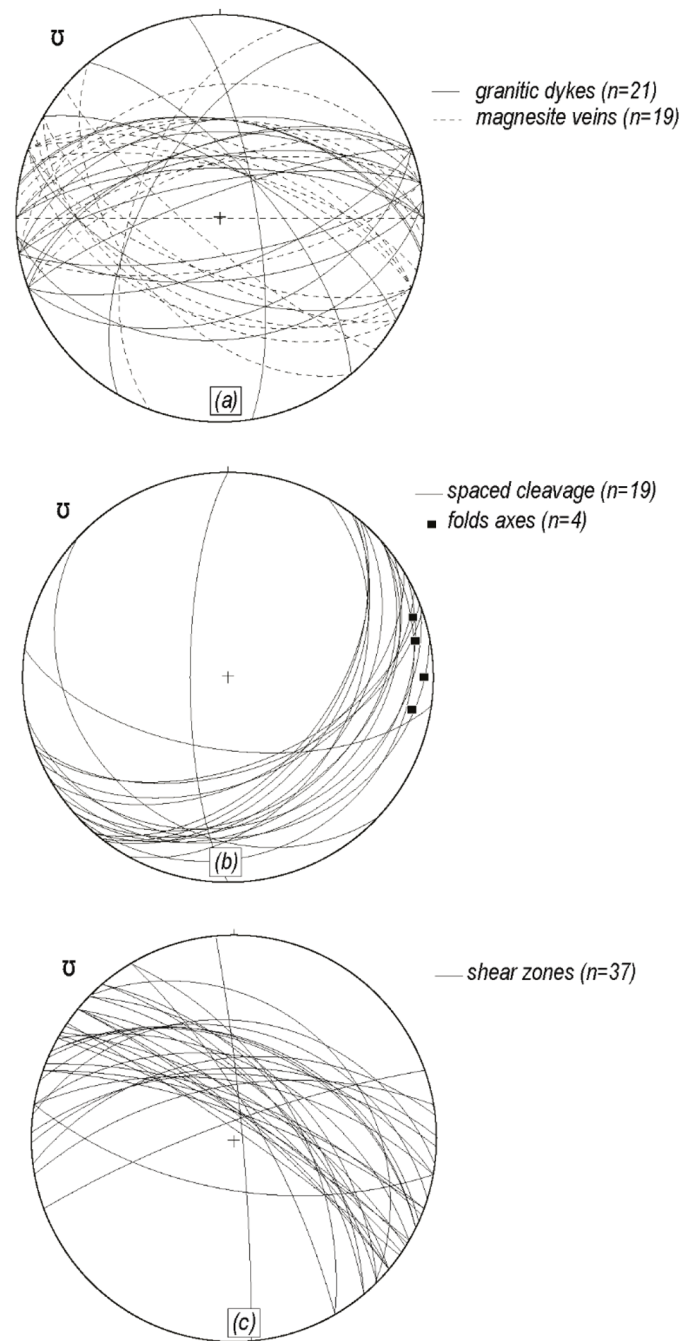 Ʊ
granitic dykes (n=21)
magnesite veins (n=19)
(a)
Ʊ
spaced cleavage (n=19)
folds axes (n=4)
(b)
Ʊ
shear zones (n=37)
(c)